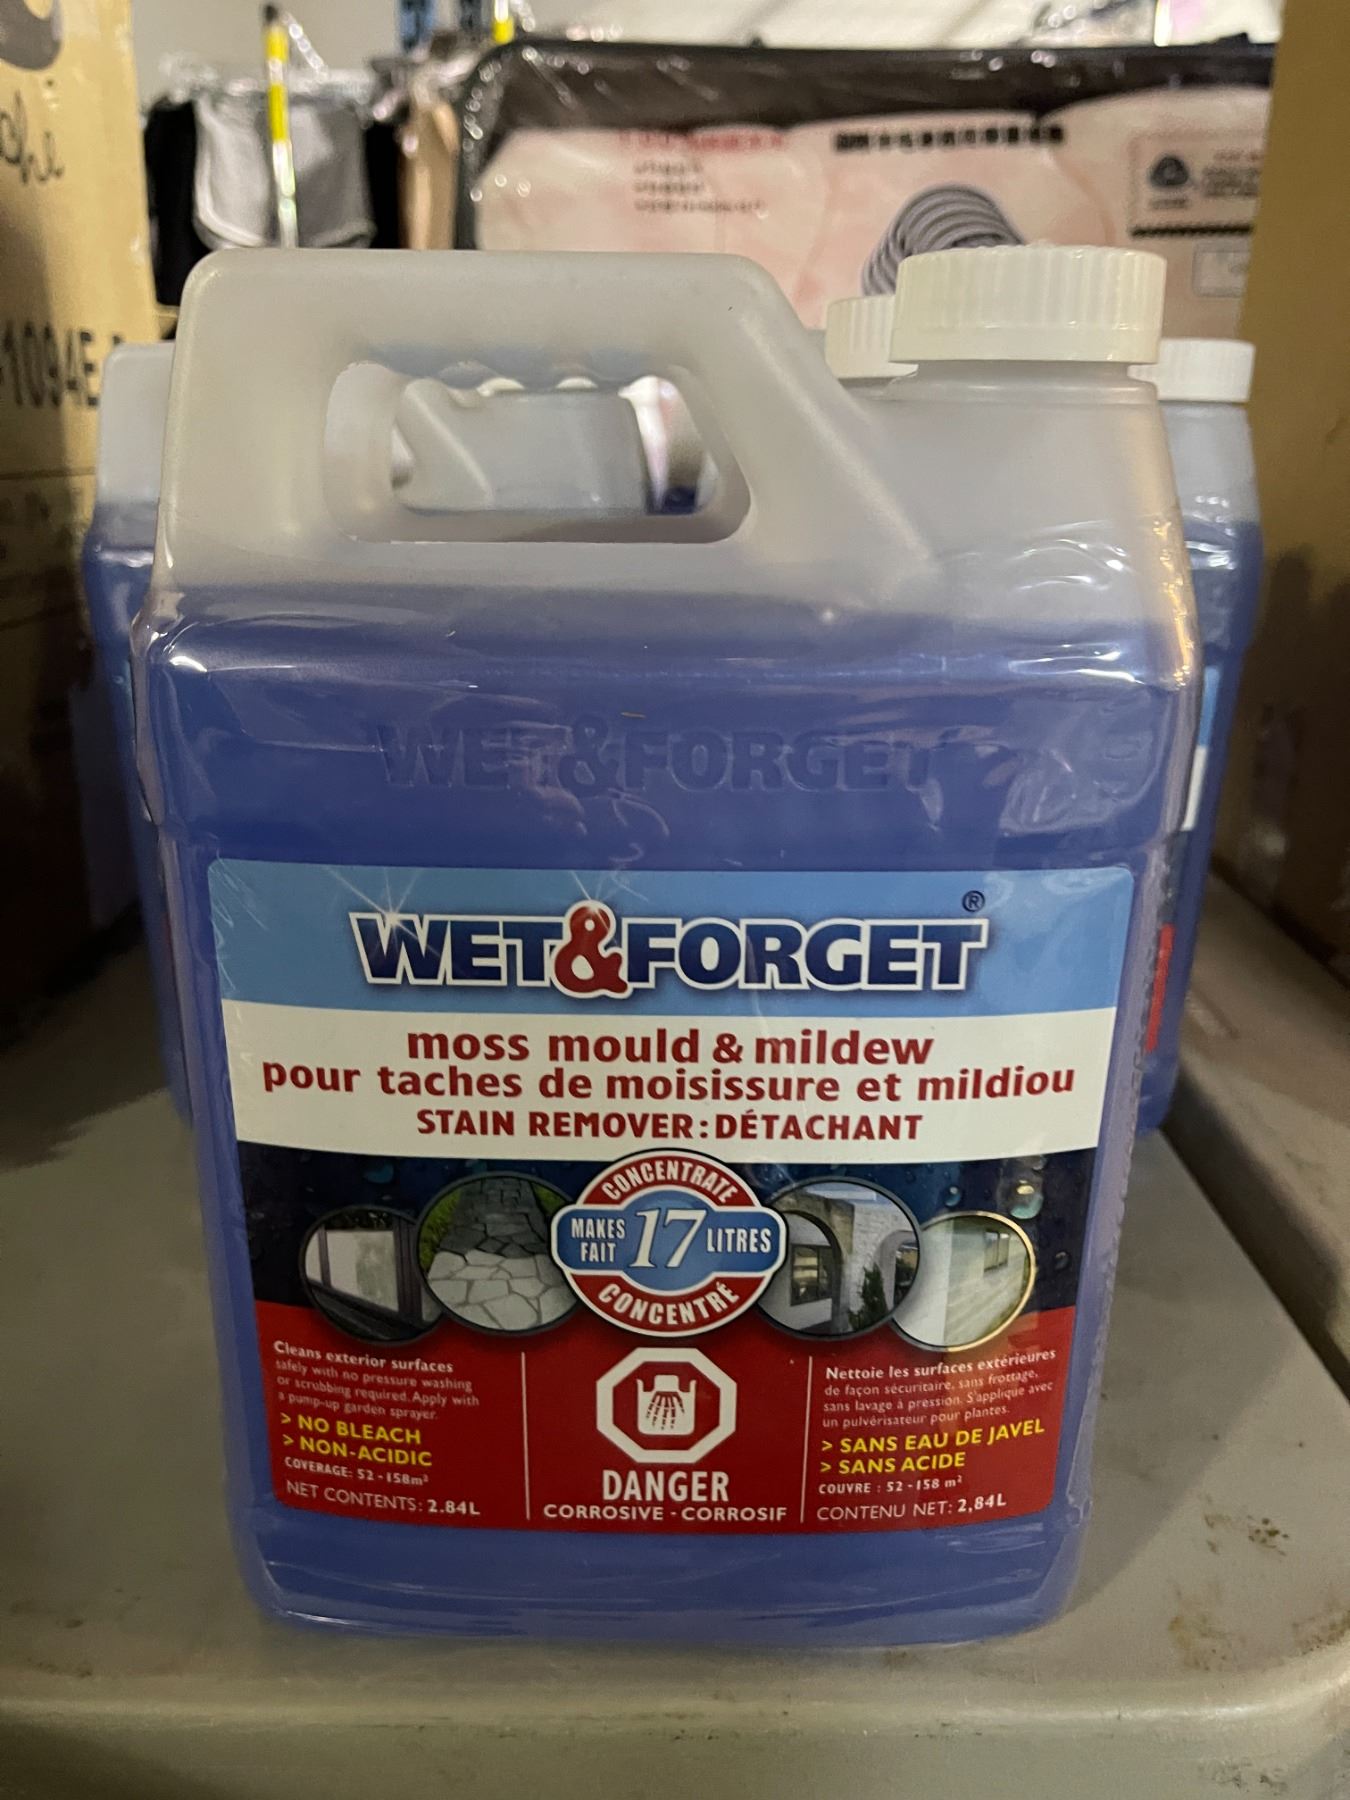 1094E
WET&FORGET
WET&FORGET®
moss mould & mildew
pour taches de moisissure et mildiou
STAIN REMOVER:DÉTACHANT
CONCENTRATE
MAKES
FAIT
17
LITRES
CONCENTRÉ
Cleans exterior surfaces
safely with no pressure washing
or scrubbing required. Apply with
a pump-up garden sprayer.
> NO BLEACH
> NON-ACIDIC
COVERAGE: 52 - 158m²
NET CONTENTS: 2.84L
DANGER
CORROSIVE - CORROSIF
Nettoie les surfaces extérieures
de façon sécuritaire, sans frottage,
sans lavage à pression. S'applique avec
un pulvérisateur pour plantes.
> SANS EAU DE JAVEL
> SANS ACIDE
COUVRE : 52 - 158 m²
CONTENU NET: 2,84L